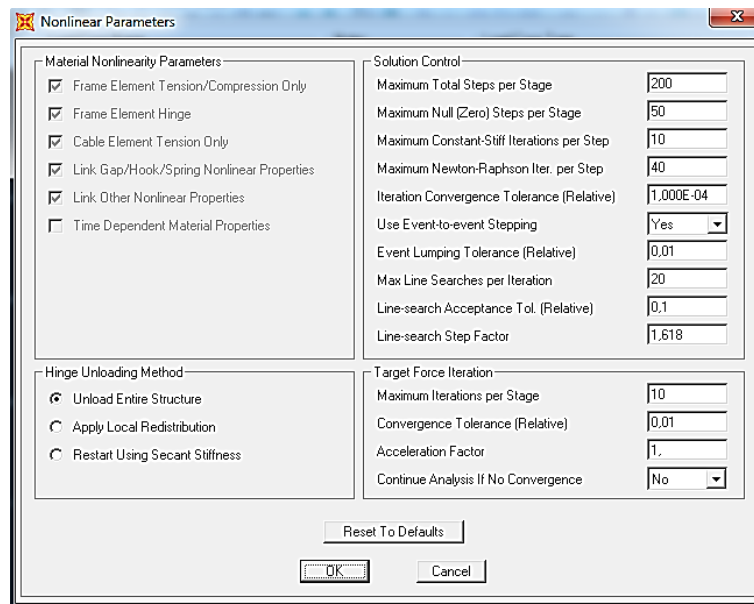 Nonlinear Parameters
Material Nonlinearity Parameters
Frame Element Tension/Compression Only
Frame Element Hinge
Cable Element Tension Only
Link Gap/Hook/Spring Nonlinear Properties
Link Other Nonlinear Properties
Time Dependent Material Properties
Solution Control
Maximum Total Steps per Stage 200
Maximum Null (Zero) Steps per Stage 50
Maximum Constant-Stiff Iterations per Step 10
Maximum Newton-Raphson Iter. per Step 40
Iteration Convergence Tolerance (Relative) 1,000E-04
Use Event-to-event Stepping Yes
Event Lumping Tolerance (Relative) 0,01
Max Line Searches per Iteration 20
Line-search Acceptance Tol. (Relative) 0,1
Line-search Step Factor 1,618
Hinge Unloading Method
Unload Entire Structure
Apply Local Redistribution
Restart Using Secant Stiffness
Target Force Iteration
Maximum Iterations per Stage 10
Convergence Tolerance (Relative) 0,01
Acceleration Factor 1,
Continue Analysis If No Convergence No
Reset To Defaults
OK Cancel